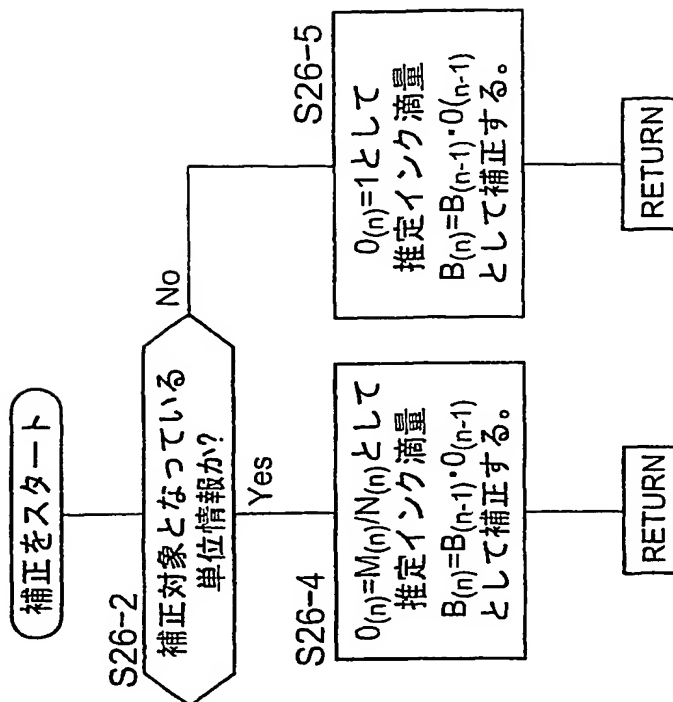 補正をスタート
S26-2
補正対象となっている
単位情報か?
Yes
No
S26-4
O(n)=M(n)/N(n)として
推定インク滴量
B(n)=B(n-1)·O(n-1)
として補正する。
RETURN
S26-5
O(n)=1として
推定インク滴量
B(n)=B(n-1)·O(n-1)
として補正する。
RETURN